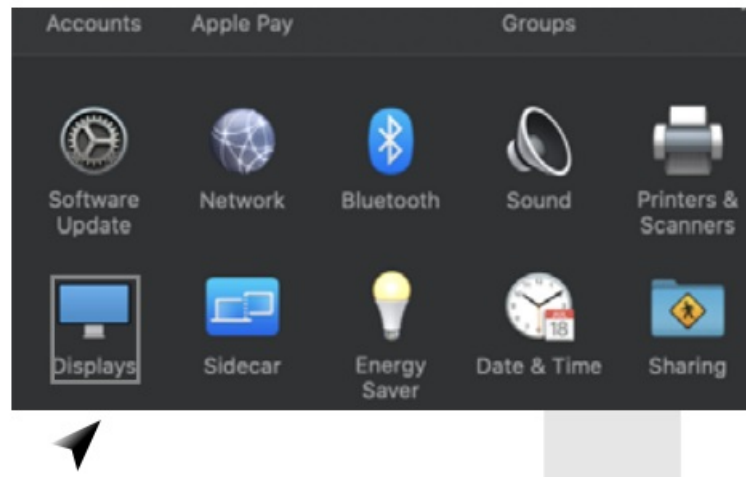 Accounts Apple Pay Groups
Software Update Network Bluetooth Sound Printers & Scanners
Displays Sidecar Energy Saver Date & Time Sharing
JUL
18